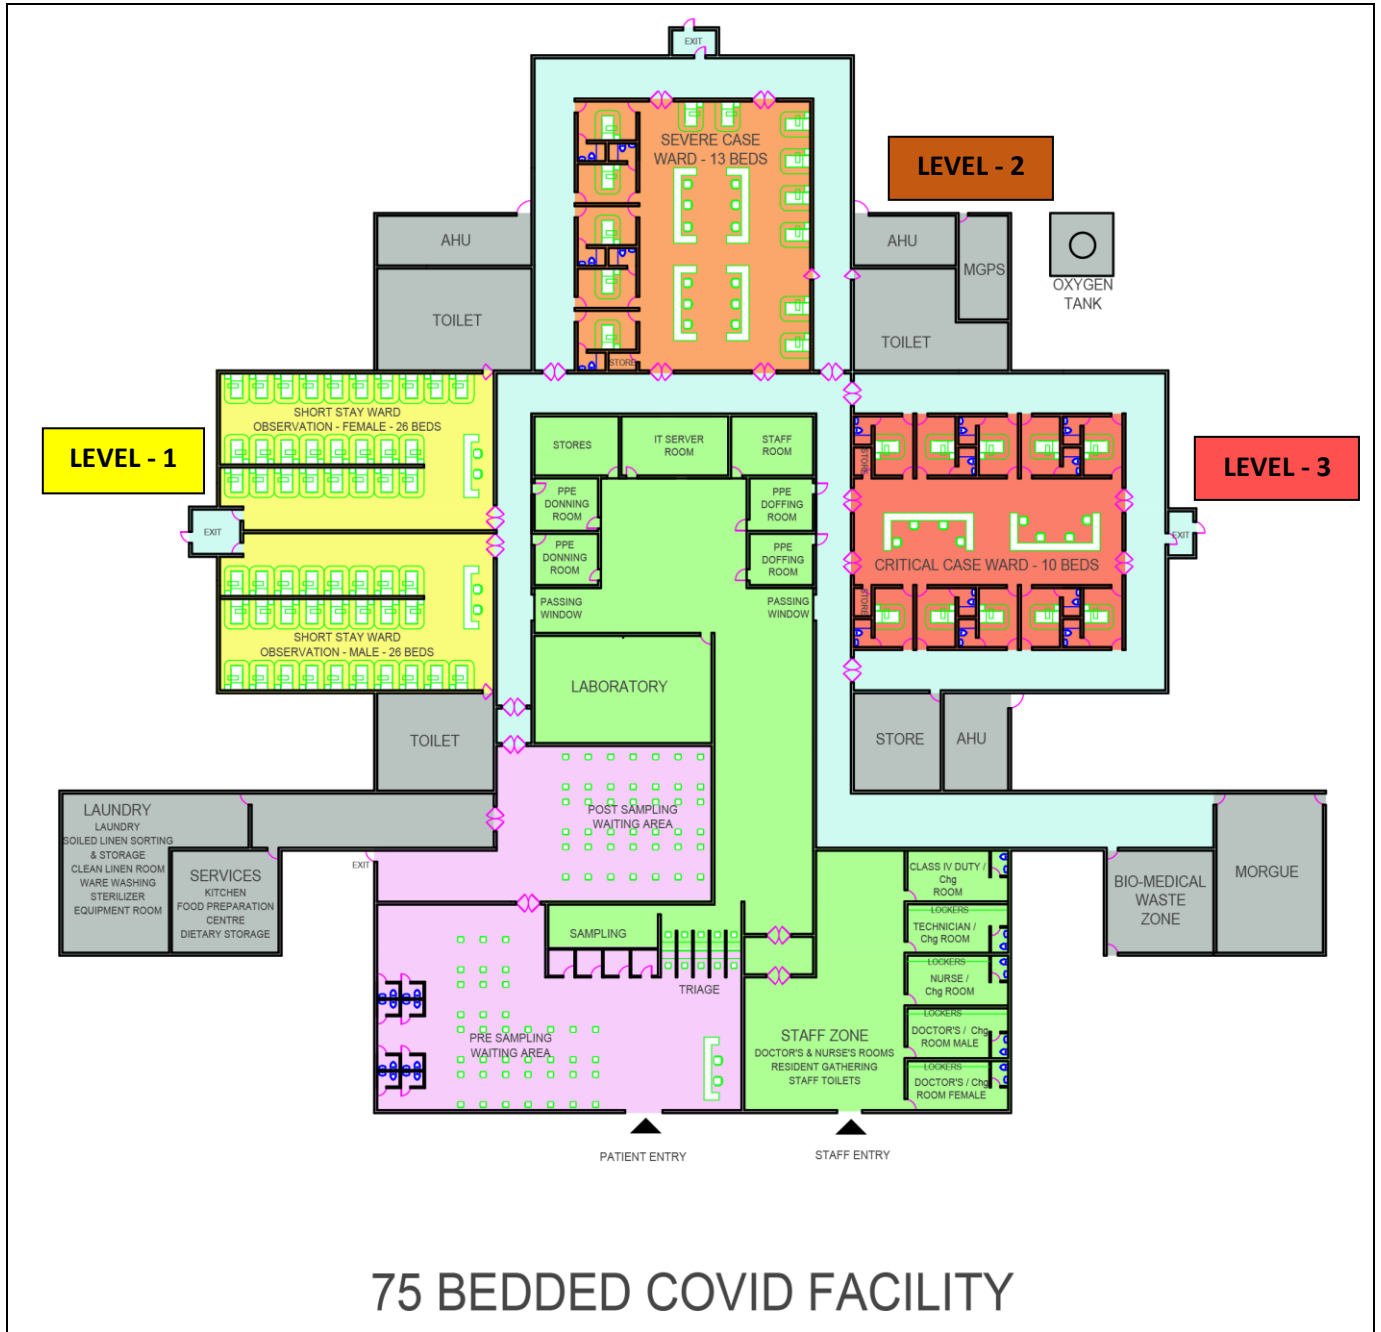 EXIT
SEVERE CASE
WARD - 13 BEDS
LEVEL - 2
AHU
TOILET
AHU
MGPS
TOILET
OXYGEN
TANK
STORE
LEVEL - 1
SHORT STAY WARD
OBSERVATION - FEMALE - 26 BEDS
EXIT
SHORT STAY WARD
OBSERVATION - MALE - 26 BEDS
STORES
IT SERVER
ROOM
STAFF
ROOM
PPE
DONNING
ROOM
PPE
DOFFING
ROOM
PPE
DONNING
ROOM
PPE
DOFFING
ROOM
PASSING
WINDOW
PASSING
WINDOW
LEVEL - 3
STORE
CRITICAL CASE WARD - 10 BEDS
STORE
EXIT
LABORATORY
TOILET
STORE
AHU
POST SAMPLING
WAITING AREA
LAUNDRY
LAUNDRY
SOILED LINEN SORTING
& STORAGE
CLEAN LINEN ROOM
WARE WASHING
STERILIZER
EQUIPMENT ROOM
SERVICES
KITCHEN
FOOD PREPARATION
CENTRE
DIETARY STORAGE
EXIT
SAMPLING
TRIAGE
PRE SAMPLING
WAITING AREA
STAFF ZONE
DOCTOR'S & NURSE'S ROOMS
RESIDENT GATHERING
STAFF TOILETS
CLASS IV DUTY /
Chg
ROOM
LOCKERS
TECHNICIAN /
Chg ROOM
LOCKERS
NURSE /
Chg ROOM
LOCKERS
DOCTOR'S / Chg
ROOM MALE
LOCKERS
DOCTOR'S / Chg
ROOM FEMALE
BIO-MEDICAL
WASTE
ZONE
MORGUE
PATIENT ENTRY
STAFF ENTRY
75 BEDDED COVID FACILITY